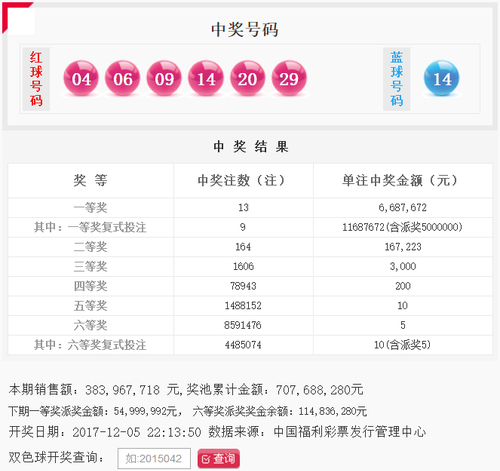 中奖号码
红球号码 04 06 09 14 20 29 蓝球号码 14
中 奖 结 果
奖 等 中奖注数（注） 单注中奖金额（元）
一等奖 13 6,687,672
其中：一等奖复式投注 9 11687672(含派奖5000000)
二等奖 164 167,223
三等奖 1606 3,000
四等奖 78943 200
五等奖 1488152 10
六等奖 8591476 5
其中：六等奖复式投注 4485074 10(含派奖5)
本期销售额：383,967,718 元,奖池累计金额：707,688,280元
下期一等奖派奖奖金额：54,999,992元， 六等奖派奖奖金余额：114,836,280元
开奖日期：2017-12-05 22:13:50 数据来源：中国福利彩票发行管理中心
双色球开奖查询： 如:2015042 查询